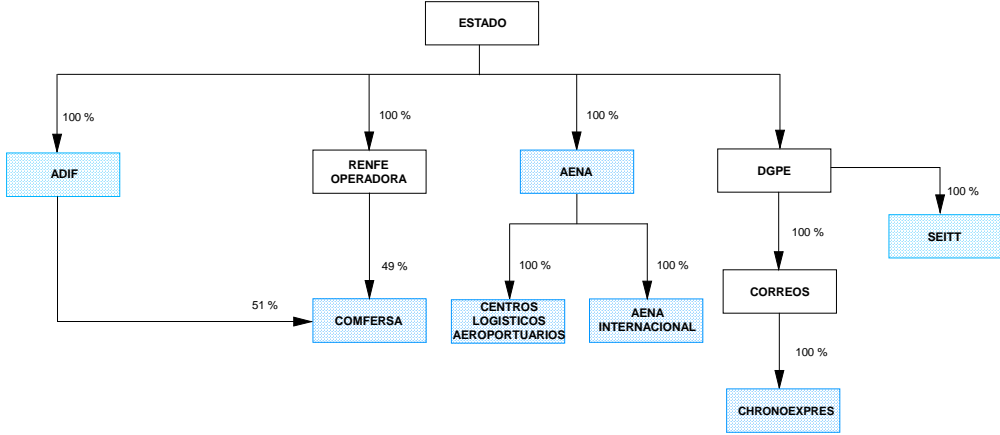 ESTADO
100 %
100 %
100 %
ADIF
RENFE
OPERADORA
AENA
DGPE
100 %
SEITT
49 %
100 %
100 %
100 %
51 %
COMFERSA
CENTROS
LOGISTICOS
AEROPORTUARIOS
AENA
INTERNACIONAL
CORREOS
100 %
CHRONOEXPRES